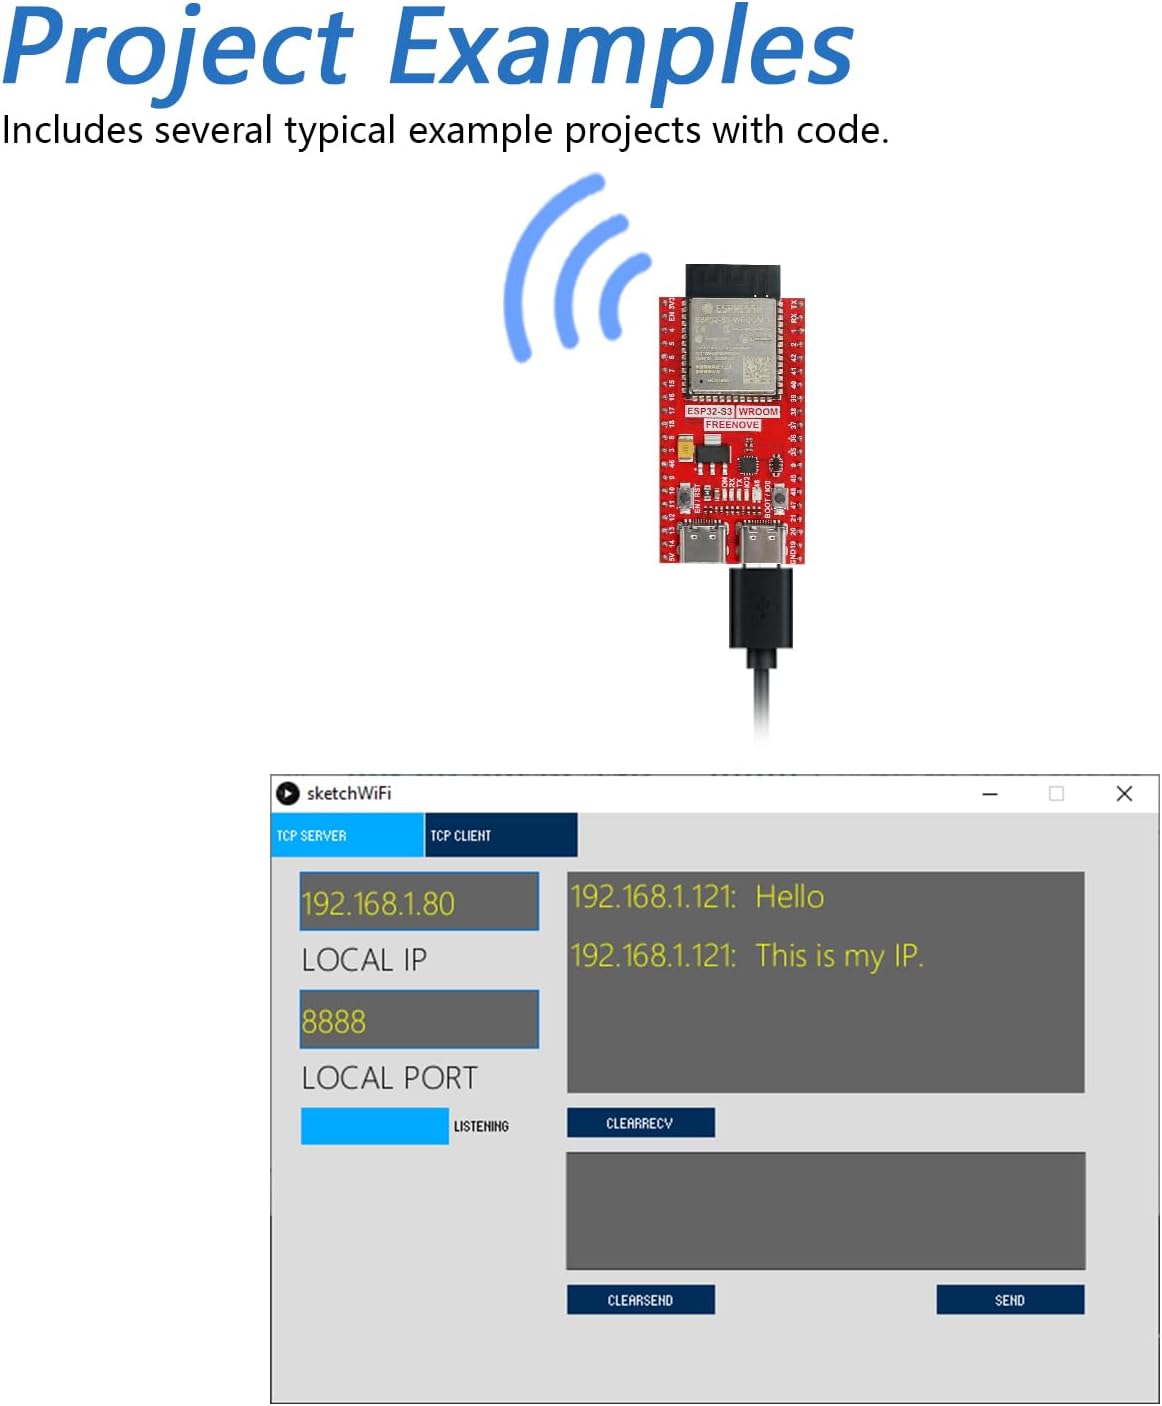 Project Examples
Includes several typical example projects with code.
ESP32-S3 WROOM
FREENOVE
sketchWiFi
TCP SERVER
TCP CLIENT
192.168.1.80
LOCAL IP
8888
LOCAL PORT
LISTENING
192.168.1.121: Hello
192.168.1.121: This is my IP.
CLEARRECV
CLEARSEND
SEND